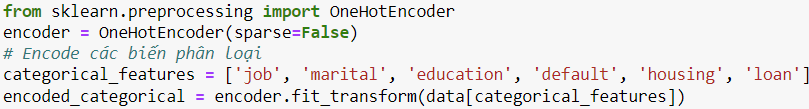 from sklearn.preprocessing import OneHotEncoder
encoder = OneHotEncoder(sparse=False)
# Encode các biến phân loại
categorical_features = ['job', 'marital', 'education', 'default', 'housing', 'loan']
encoded_categorical = encoder.fit_transform(data[categorical_features])